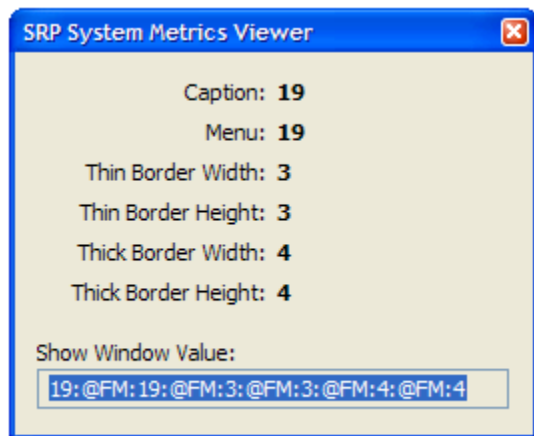 SRP System Metrics Viewer
Caption: 19
Menu: 19
Thin Border Width: 3
Thin Border Height: 3
Thick Border Width: 4
Thick Border Height: 4
Show Window Value:
19:@FM:19:@FM:3:@FM:3:@FM:4:@FM:4